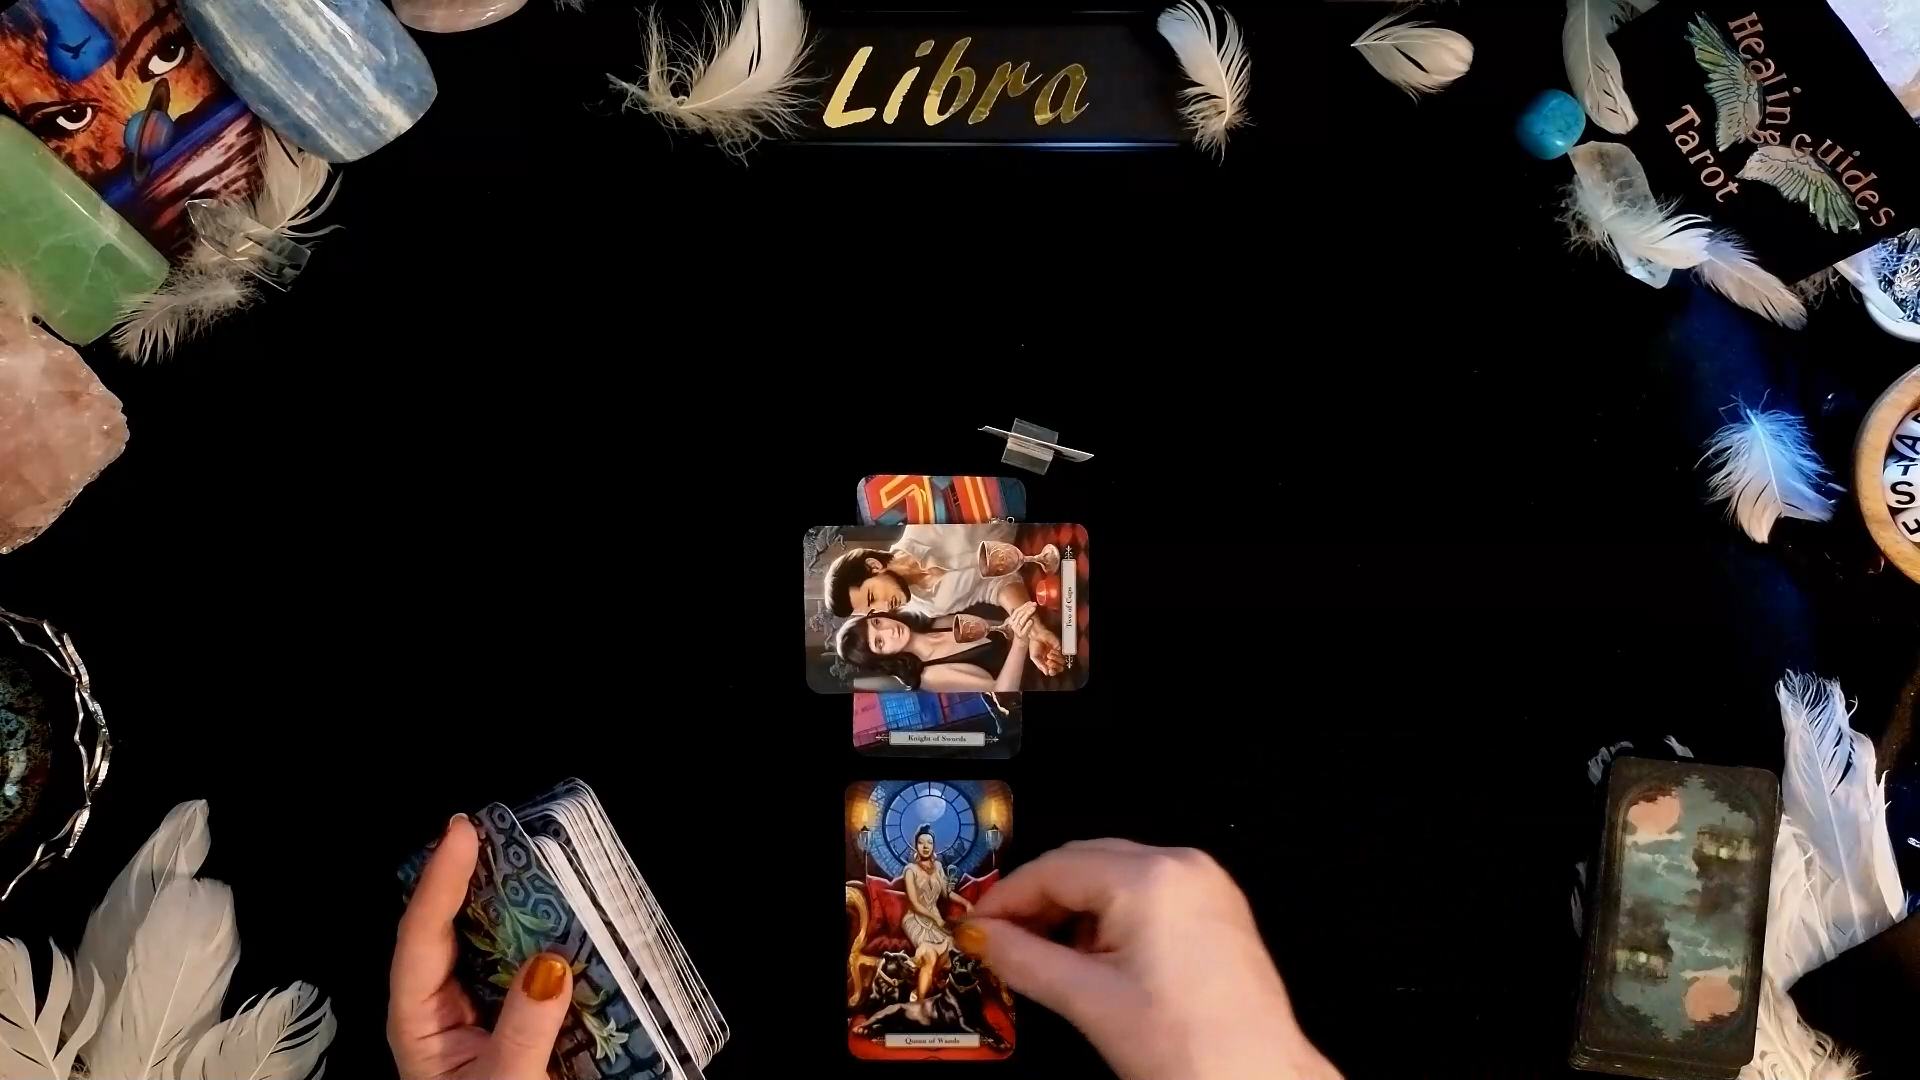 Libra
Healing Guides
Tarot
Two of Cups
Knight of Swords
Queen of Wands
A
T
S